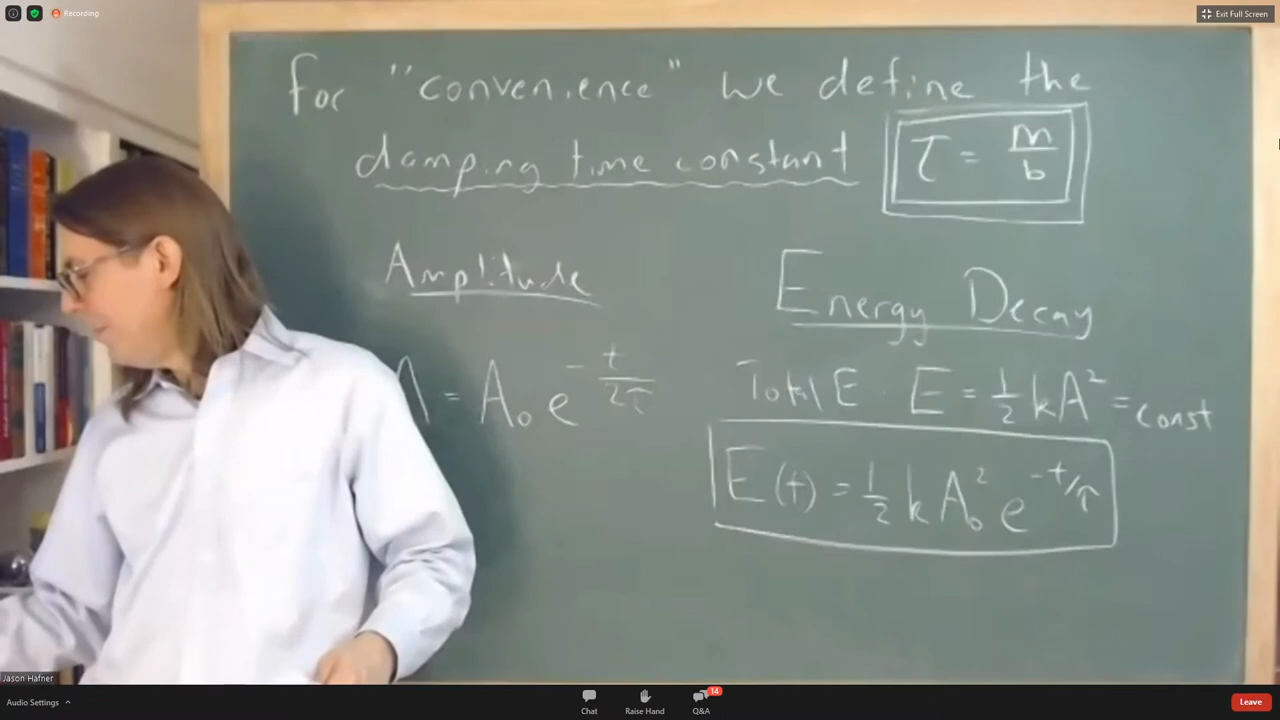 Recording
Exit Full Screen
For "convenience" we define the
damping time constant τ = m/b
Amplitude
Energy Decay
A = A₀ e^(-t/2τ)
Total E E = ½kA² = const
E(t) = ½kA₀² e^(-t/τ)
Jason Hafner
Audio Settings
Chat
Raise Hand
14
Q&A
Leave